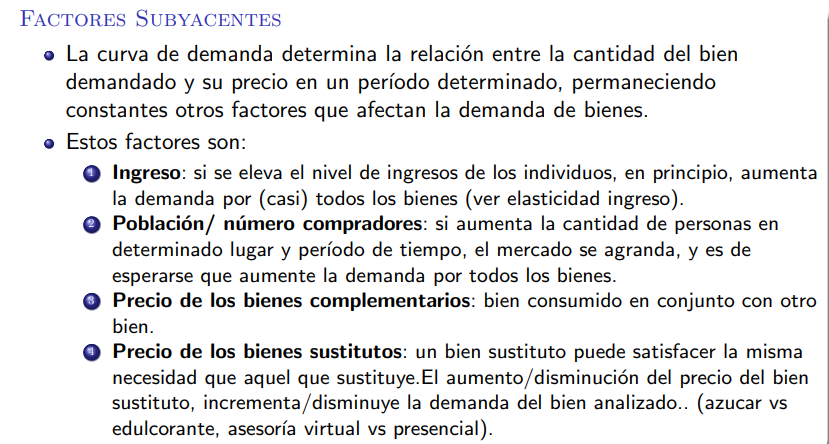 FACTORES SUBYACENTES
La curva de demanda determina la relación entre la cantidad del bien
demandado y su precio en un período determinado, permaneciendo
constantes otros factores que afectan la demanda de bienes.
Estos factores son:
1 Ingreso: si se eleva el nivel de ingresos de los individuos, en principio, aumenta
la demanda por (casi) todos los bienes (ver elasticidad ingreso).
2 Población/ número compradores: si aumenta la cantidad de personas en
determinado lugar y período de tiempo, el mercado se agranda, y es de
esperarse que aumente la demanda por todos los bienes.
3 Precio de los bienes complementarios: bien consumido en conjunto con otro
bien.
4 Precio de los bienes sustitutos: un bien sustituto puede satisfacer la misma
necesidad que aquel que sustituye.El aumento/disminución del precio del bien
sustituto, incrementa/disminuye la demanda del bien analizado.. (azucar vs
edulcorante, asesoría virtual vs presencial).